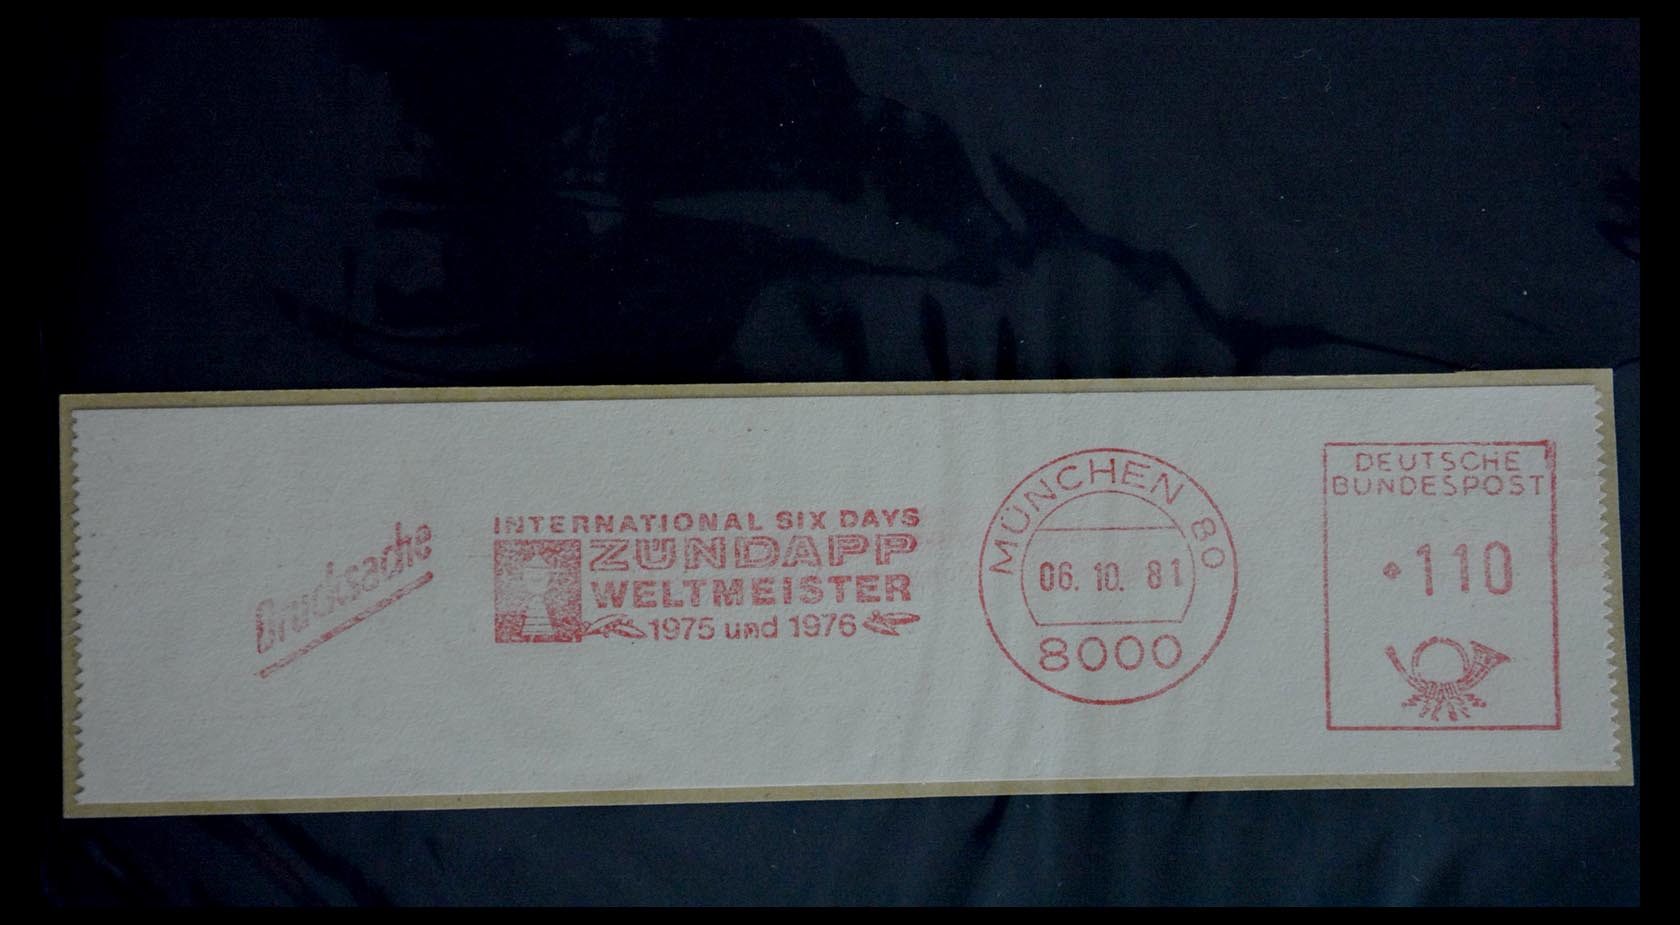 Drucksache
INTERNATIONAL SIX DAYS
ZÜNDAPP
WELTMEISTER
1975 und 1976
MÜNCHEN 80
06. 10. 81
8000
DEUTSCHE
BUNDESPOST
110